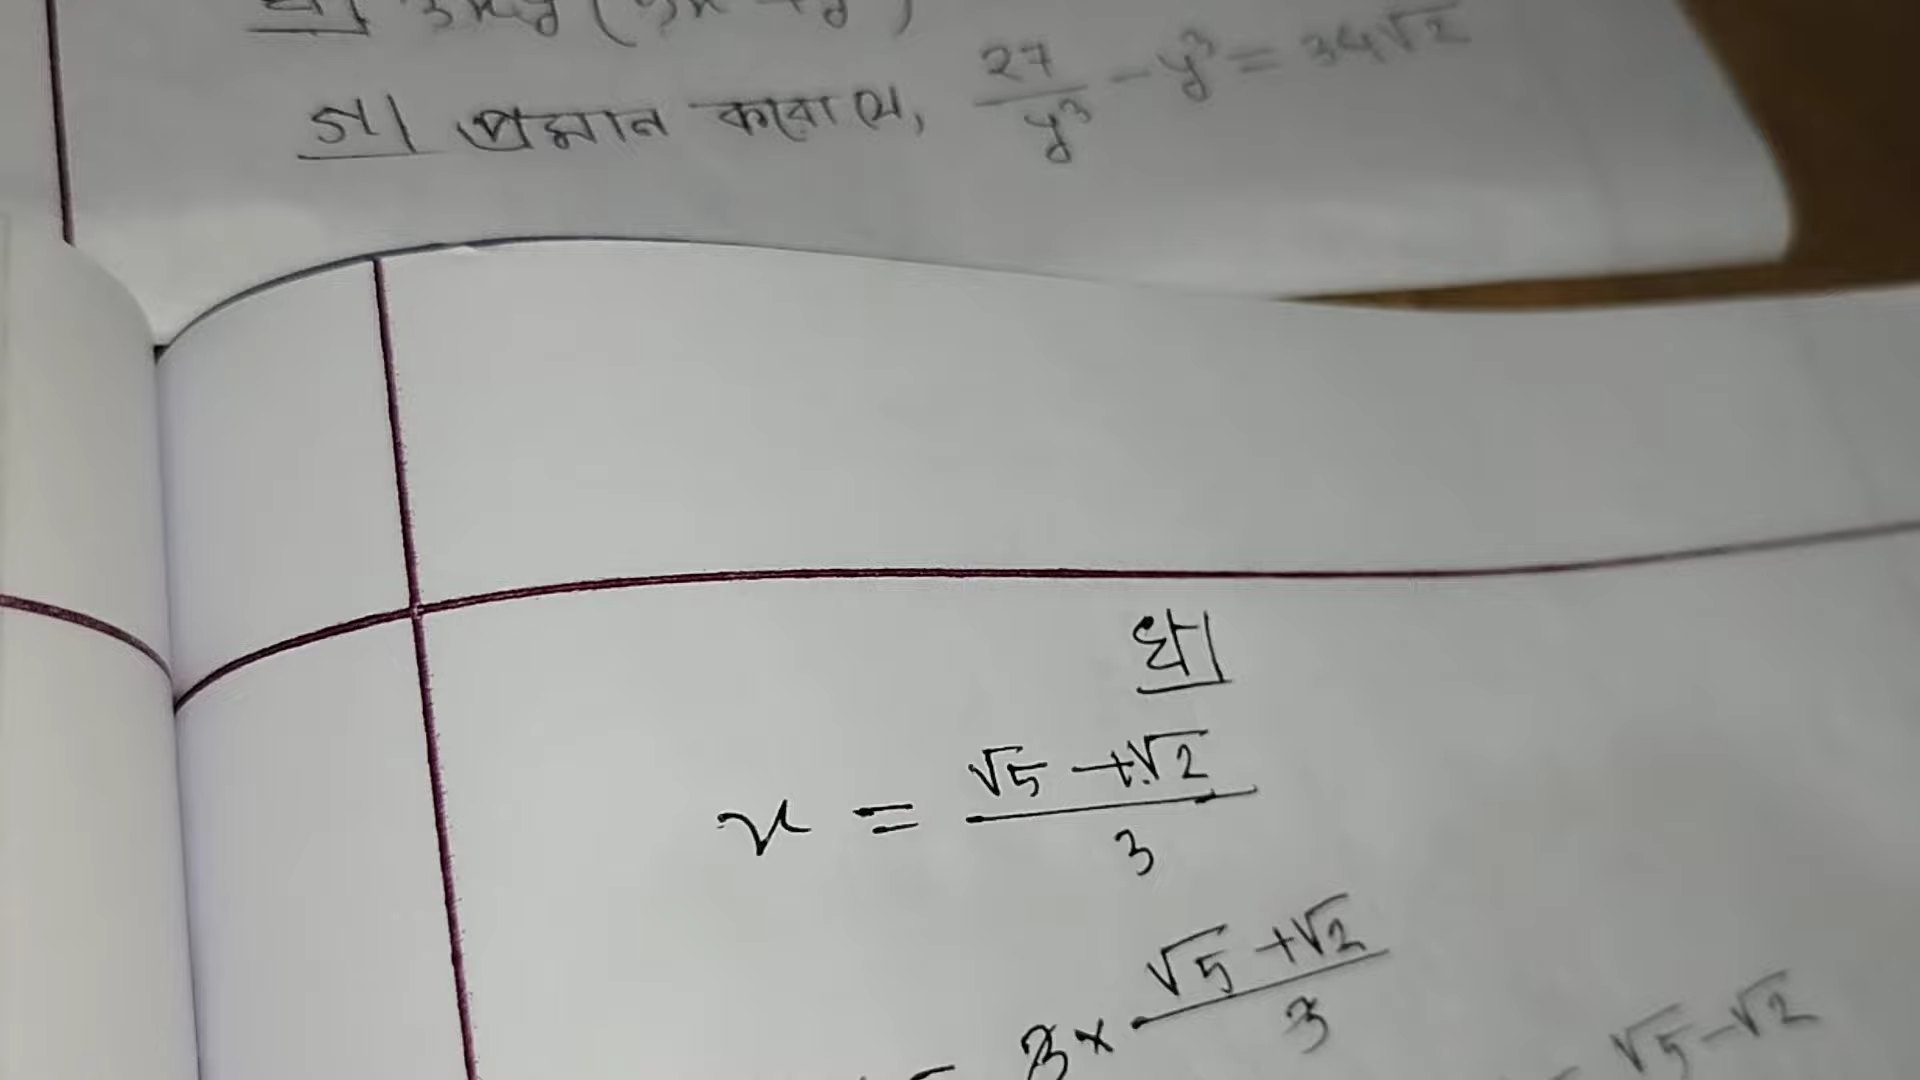 গ। প্রমান করো যে, 27/y³ - y³ = 34√2
খ।
x = (√5 + √2)/3
3 × (√5 + √2)/3
√5 - √2